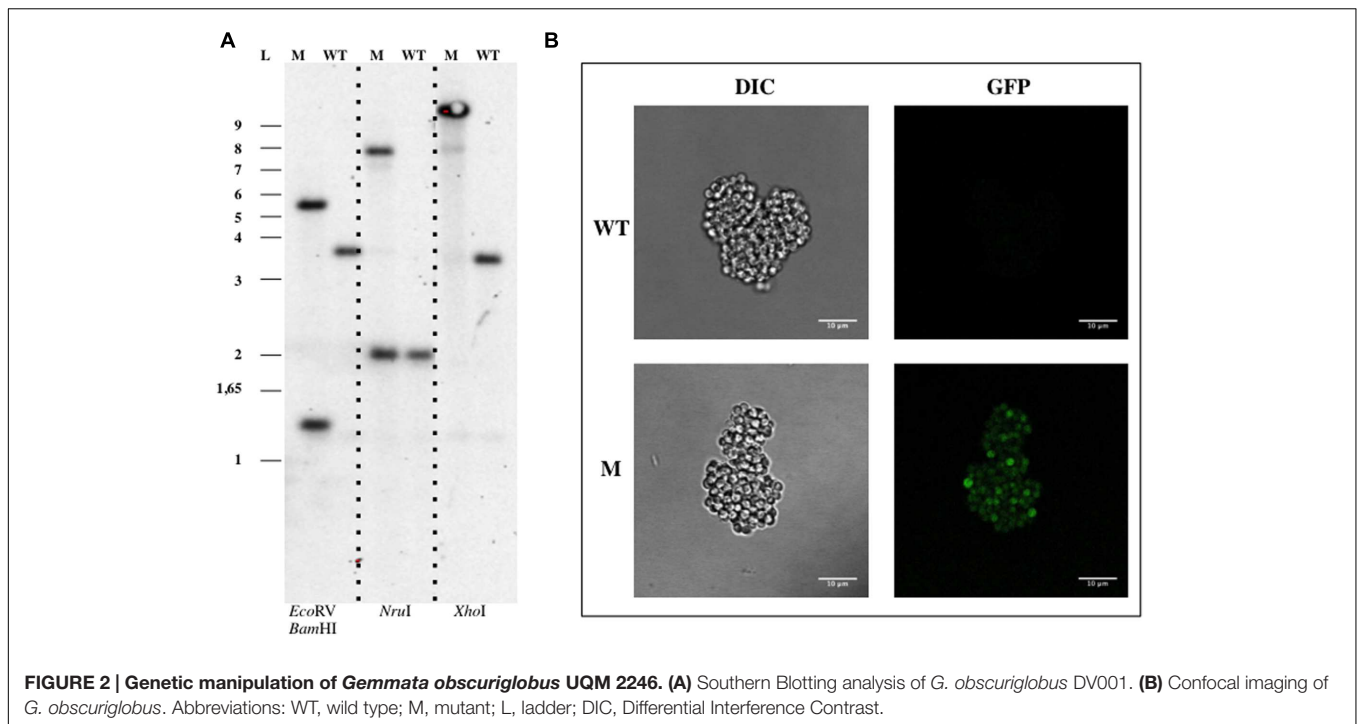 A
B
L M WT M WT M WT
9
8
7
6
5
4
3
2
1,65
1
EcoRV NruI XhoI
BamHI
DIC GFP
WT
10 µm 10 µm
M
10 µm 10 µm
FIGURE 2 | Genetic manipulation of Gemmata obscuriglobus UQM 2246. (A) Southern Blotting analysis of G. obscuriglobus DV001. (B) Confocal imaging of
G. obscuriglobus. Abbreviations: WT, wild type; M, mutant; L, ladder; DIC, Differential Interference Contrast.